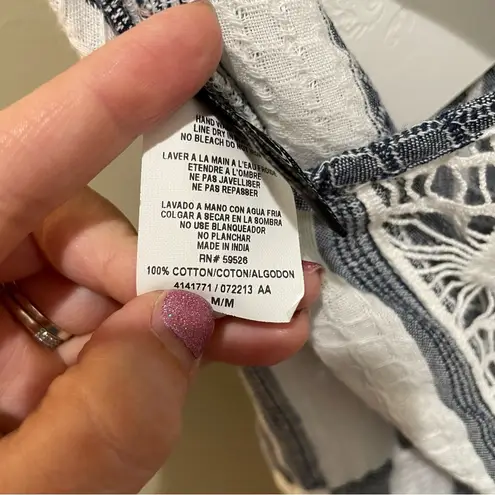 HAND
LINE DRY IN
NO BLEACH DO
LAVER A LA MAIN A L'EAU
ETENDRE A L'OMBRE
NE PAS JAVELLISER
NE PAS REPASSER
LAVADO A MANO CON AGUA FRIA
COLGAR A SECAR EN LA SOMBRA
NO USE BLANQUEADOR
NO PLANCHAR
MADE IN INDIA
RN# 59526
100% COTTON/COTON/ALGODON
4141771 / 072213 AA
M/M